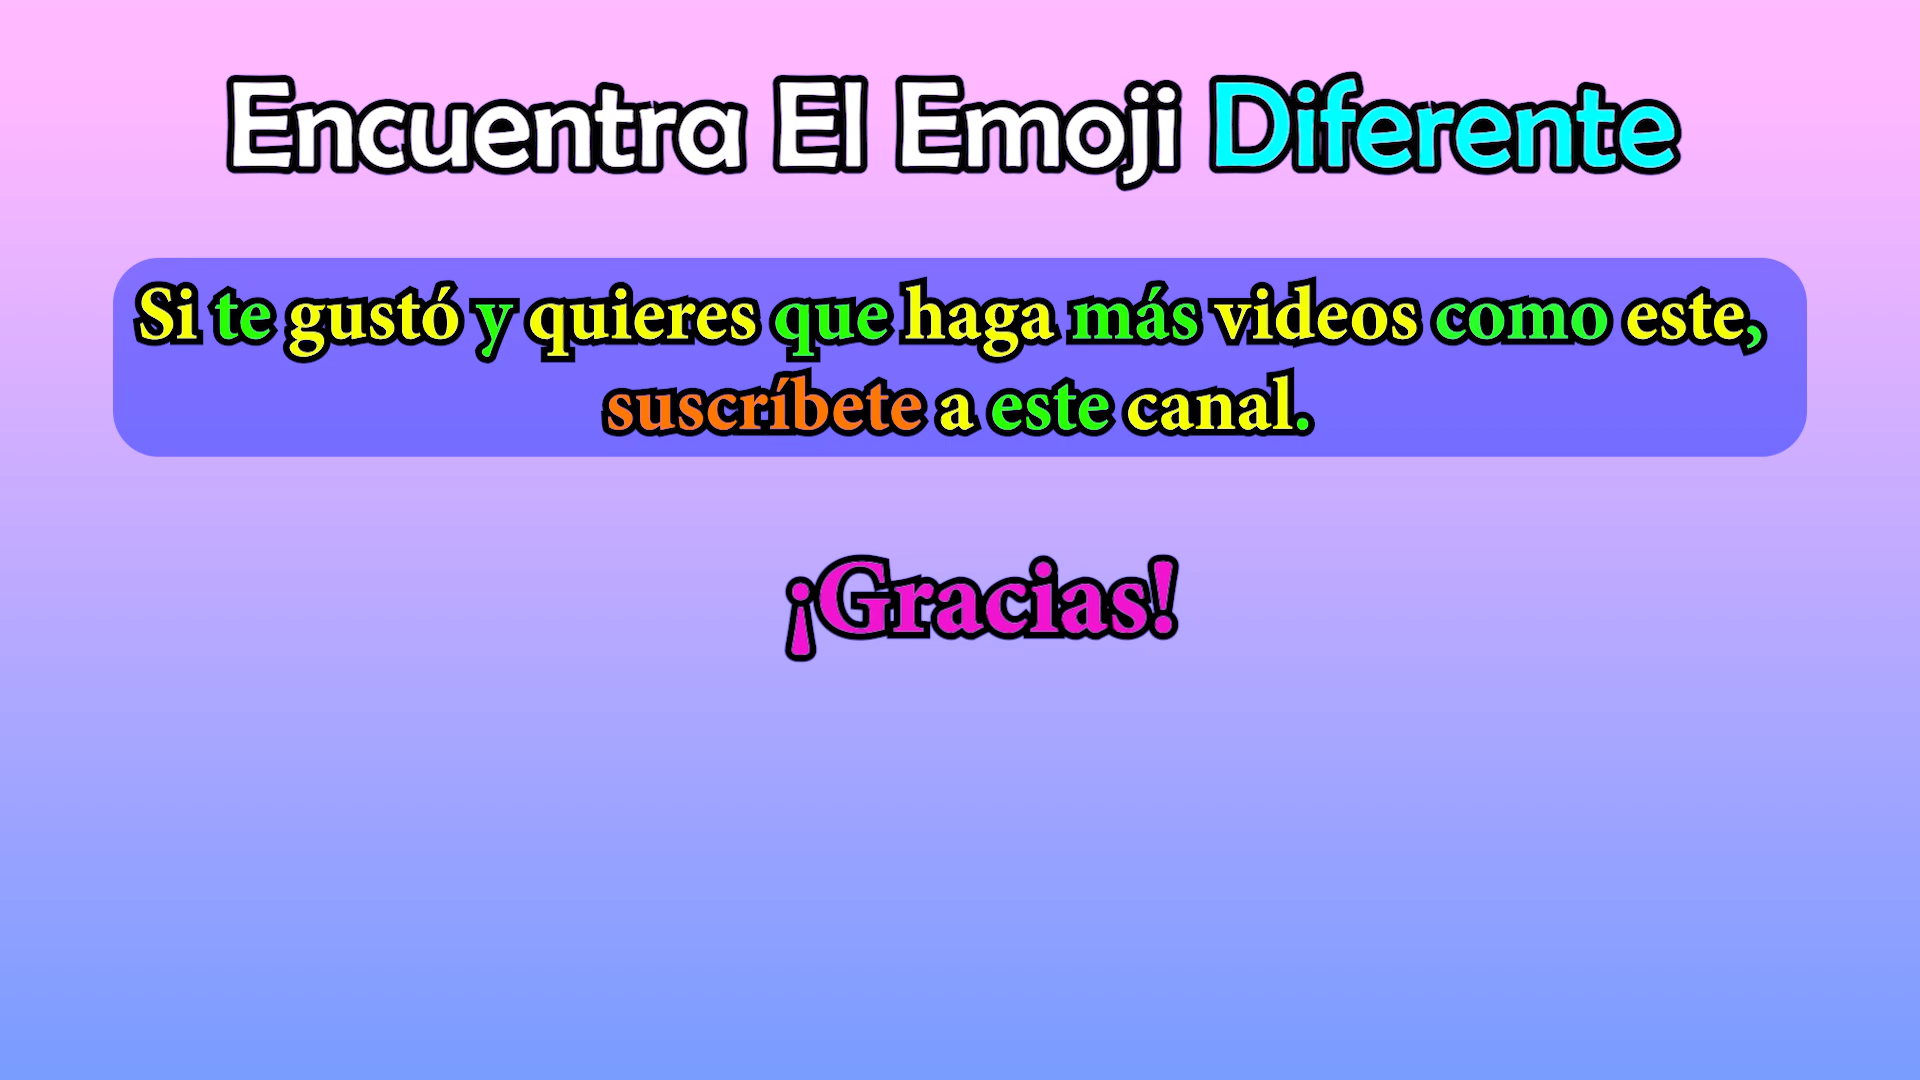 Encuentra El Emoji Diferente
Si te gustó y quieres que haga más videos como este,
suscríbete a este canal.
¡Gracias!